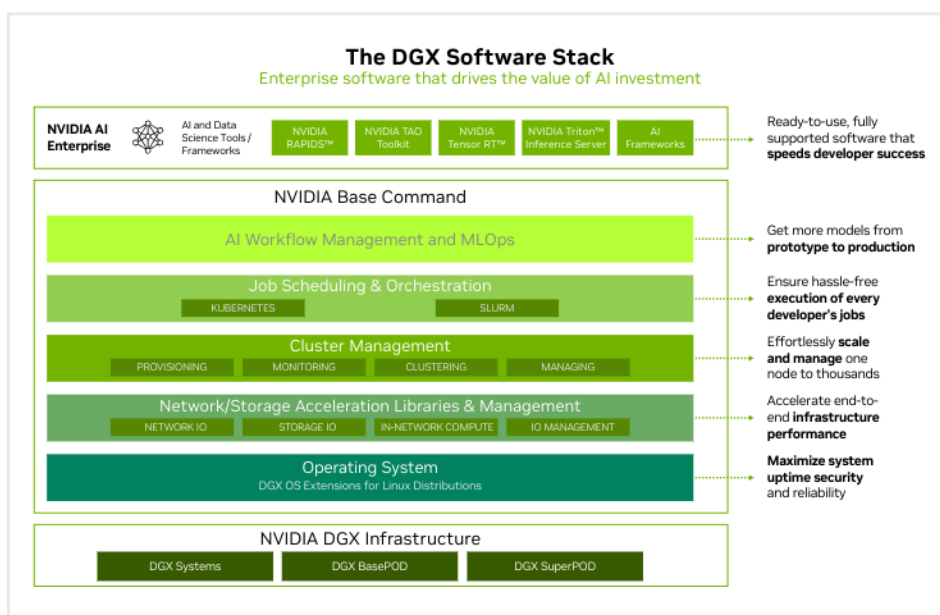 The DGX Software Stack
Enterprise software that drives the value of AI investment
NVIDIA AI
Enterprise
AI and Data
Science Tools /
Frameworks
NVIDIA
RAPIDS™
NVIDIA TAO
Toolkit
NVIDIA
Tensor RT™
NVIDIA Triton™
Inference Server
AI
Frameworks
Ready-to-use, fully
supported software that
speeds developer success
NVIDIA Base Command
AI Workflow Management and MLOps
Get more models from
prototype to production
Job Scheduling & Orchestration
KUBERNETES
SLURM
Ensure hassle-free
execution of every
developer's jobs
Cluster Management
PROVISIONING
MONITORING
CLUSTERING
MANAGING
Effortlessly scale
and manage one
node to thousands
Network/Storage Acceleration Libraries & Management
NETWORK IO
STORAGE IO
IN-NETWORK COMPUTE
IO MANAGEMENT
Accelerate end-to-
end infrastructure
performance
Operating System
DGX OS Extensions for Linux Distributions
Maximize system
uptime security
and reliability
NVIDIA DGX Infrastructure
DGX Systems
DGX BasePOD
DGX SuperPOD